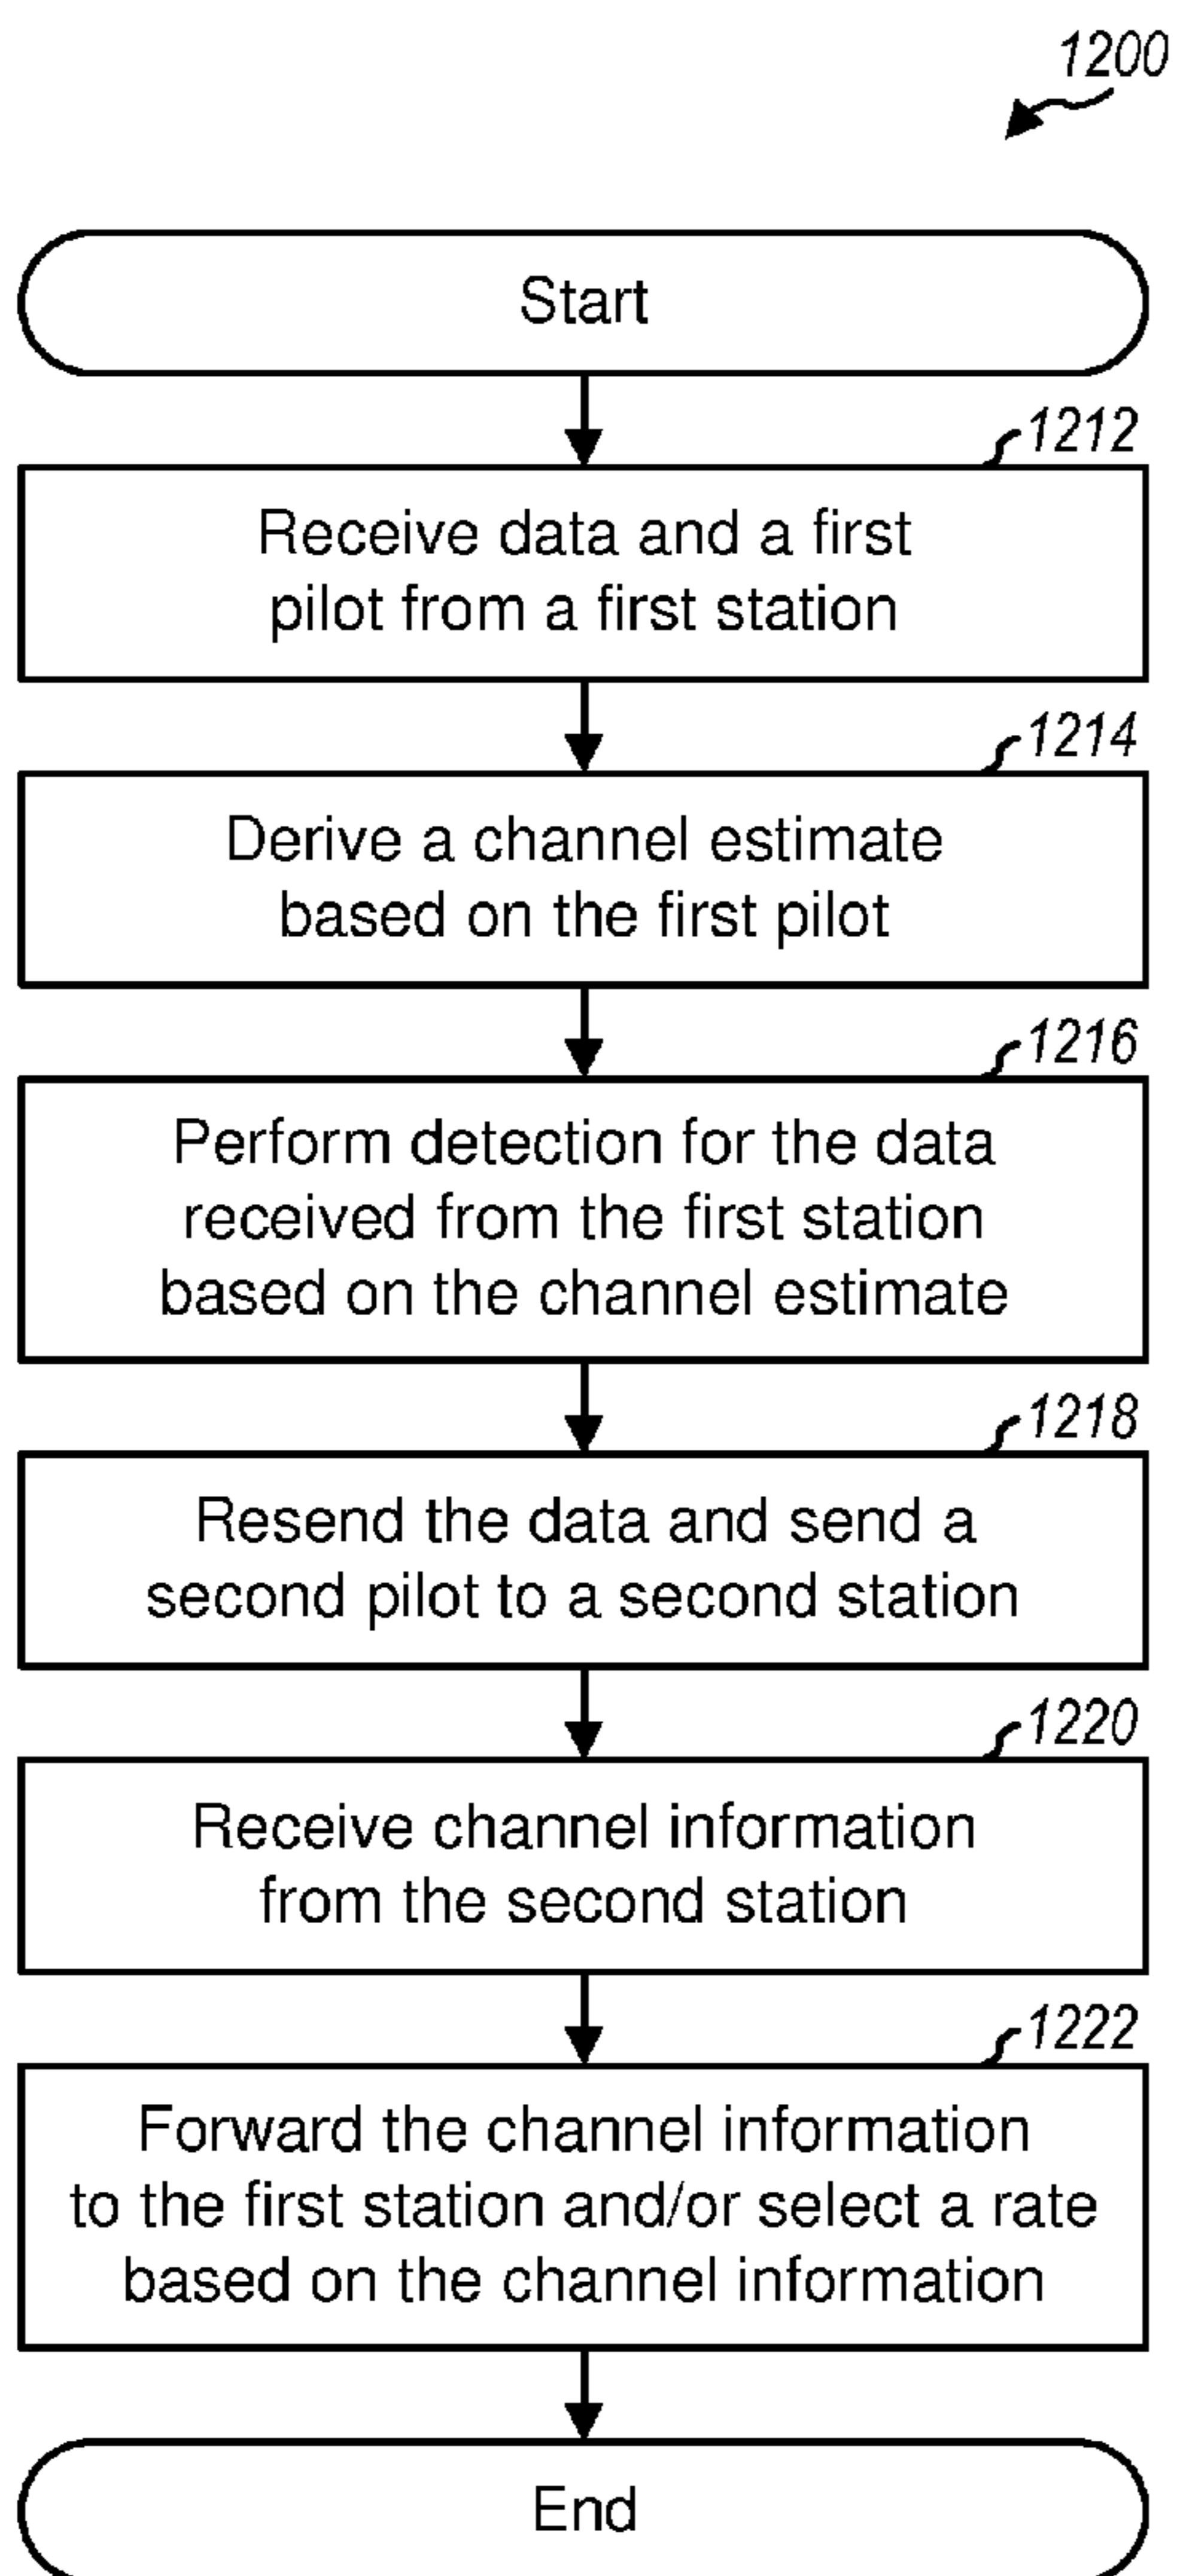 1200
Start
1212
Receive data and a first
pilot from a first station
1214
Derive a channel estimate
based on the first pilot
1216
Perform detection for the data
received from the first station
based on the channel estimate
1218
Resend the data and send a
second pilot to a second station
1220
Receive channel information
from the second station
1222
Forward the channel information
to the first station and/or select a rate
based on the channel information
End